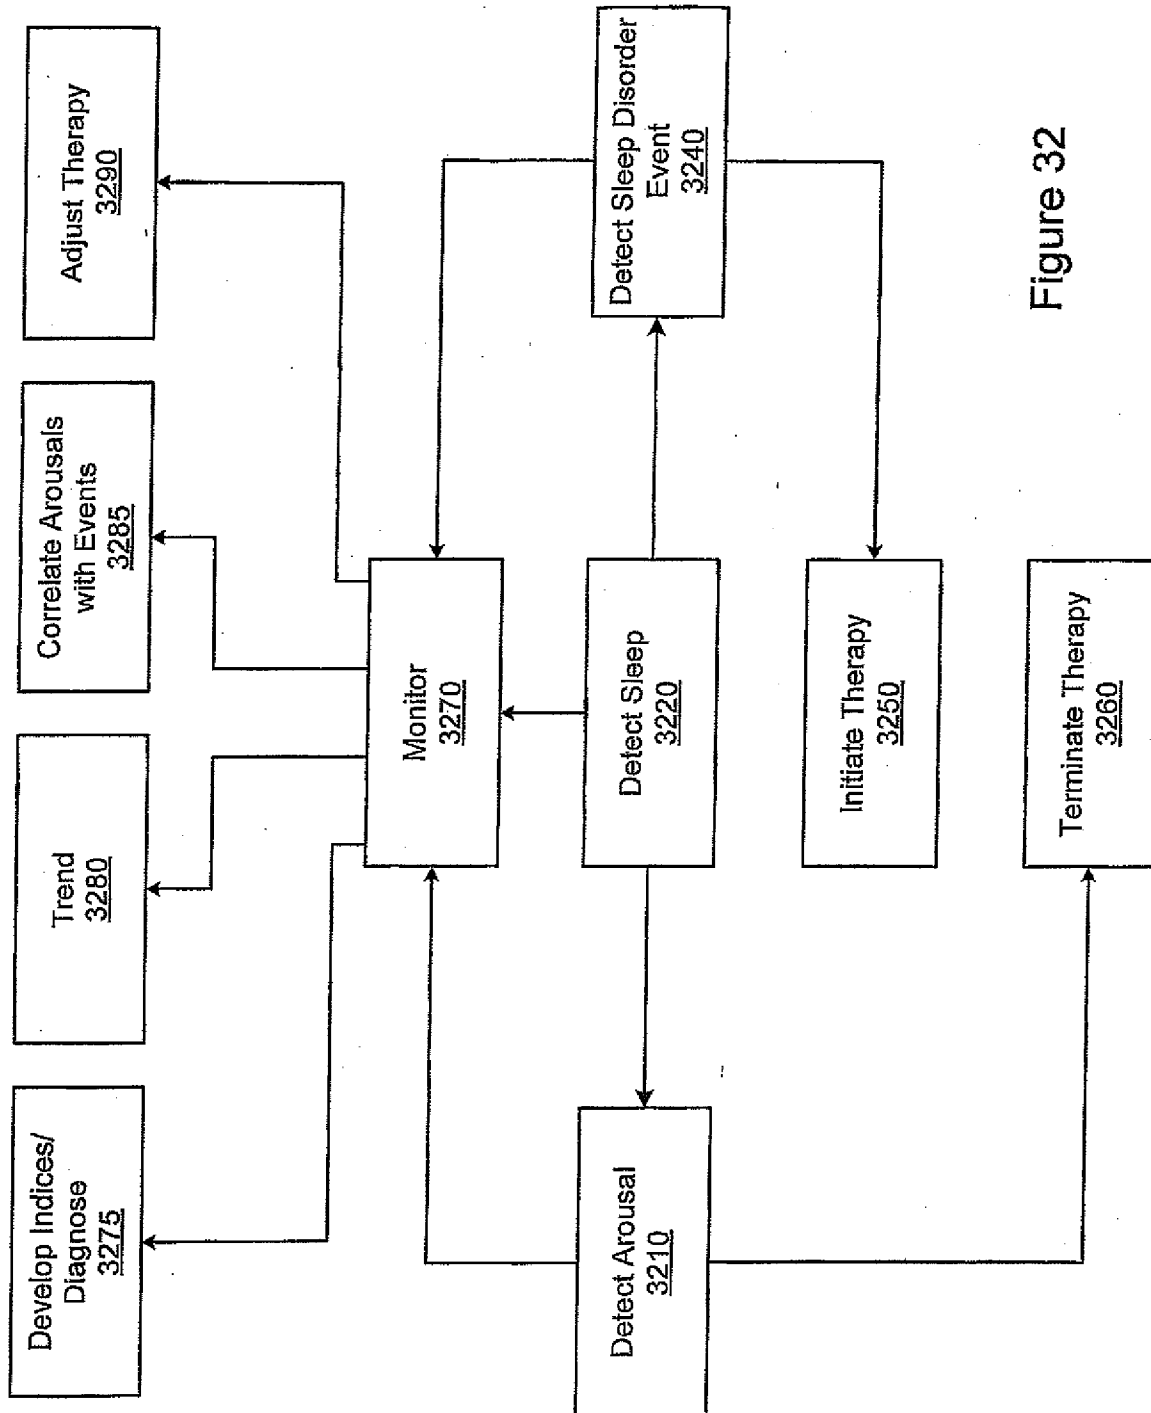 Develop Indices/
Diagnose
3275
Trend
3280
Correlate Arousals
with Events
3285
Adjust Therapy
3290
Monitor
3270
Detect Arousal
3210
Detect Sleep
3220
Detect Sleep Disorder
Event
3240
Initiate Therapy
3250
Terminate Therapy
3260
Figure 32